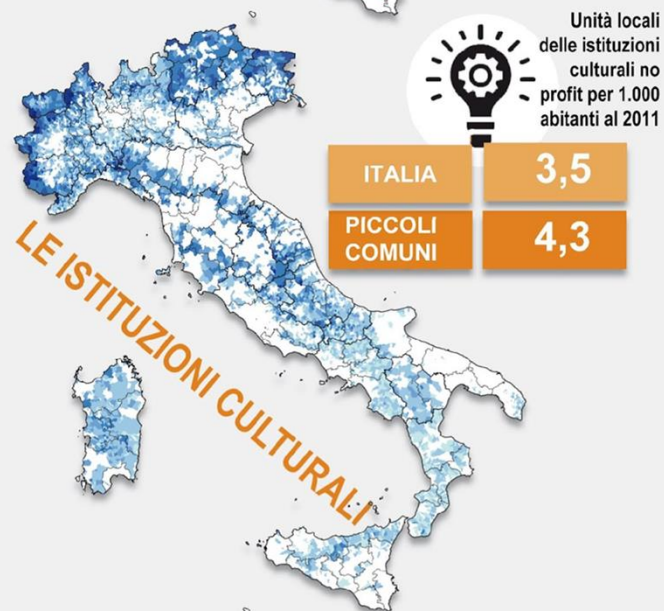 Unità locali
delle istituzioni
culturali no
profit per 1.000
abitanti al 2011
ITALIA
3,5
PICCOLI
COMUNI
4,3
LE ISTITUZIONI CULTURALI